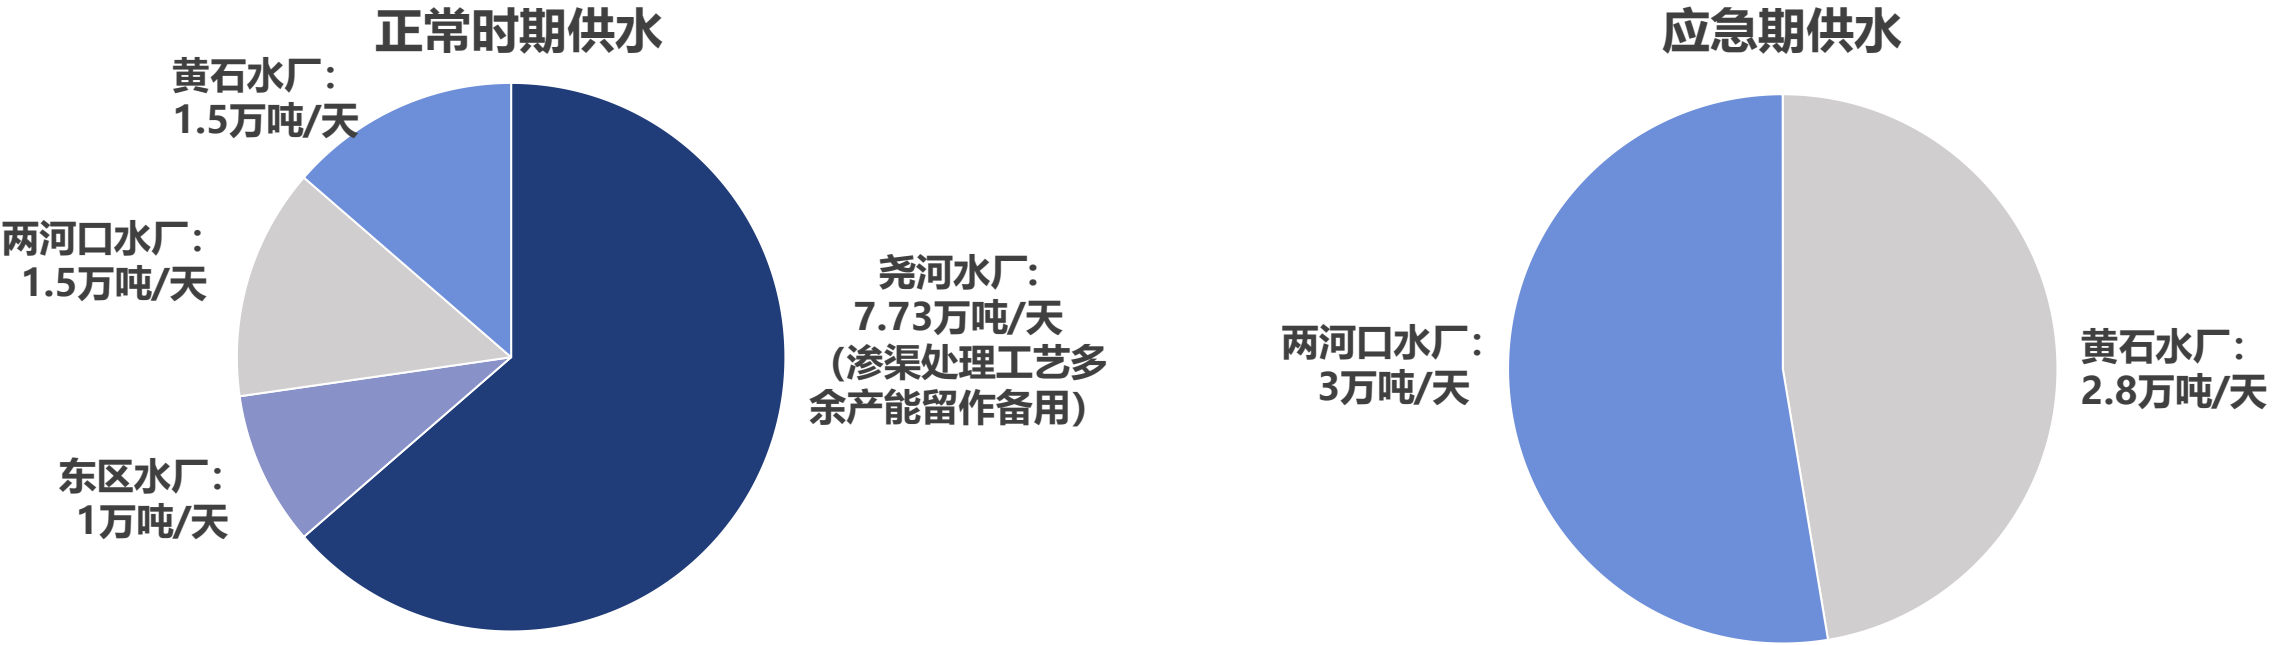 正常时期供水
黄石水厂：
1.5万吨/天
两河口水厂：
1.5万吨/天
东区水厂：
1万吨/天
尧河水厂：
7.73万吨/天
（渗渠处理工艺多
余产能留作备用）
应急期供水
两河口水厂：
3万吨/天
黄石水厂：
2.8万吨/天